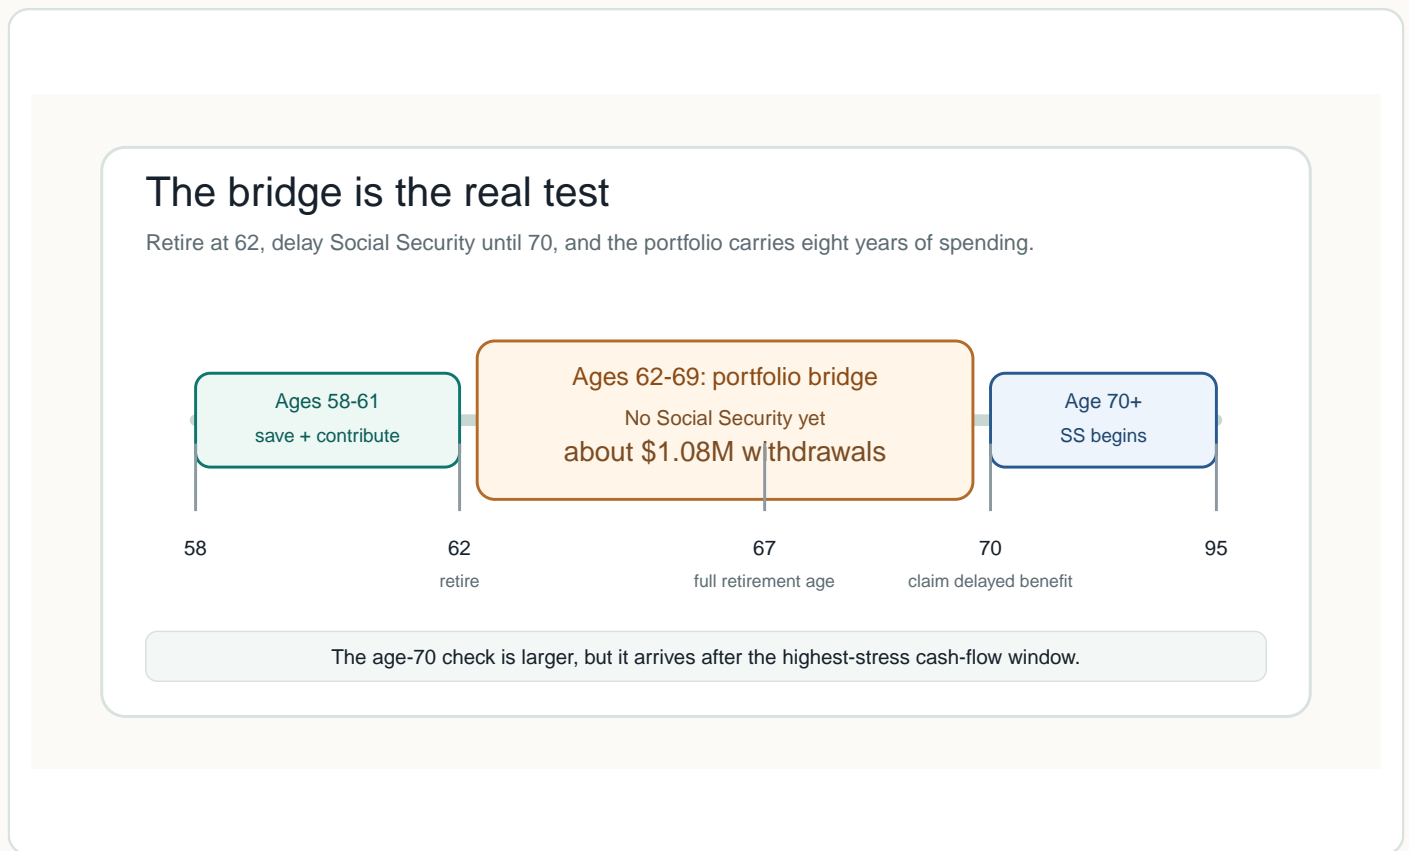 The bridge is the real test
Retire at 62, delay Social Security until 70, and the portfolio carries eight years of spending.
Ages 58-61
save + contribute
Ages 62-69: portfolio bridge
No Social Security yet
about $1.08M withdrawals
Age 70+
SS begins
58
62
67
70
95
retire
full retirement age
claim delayed benefit
The age-70 check is larger, but it arrives after the highest-stress cash-flow window.